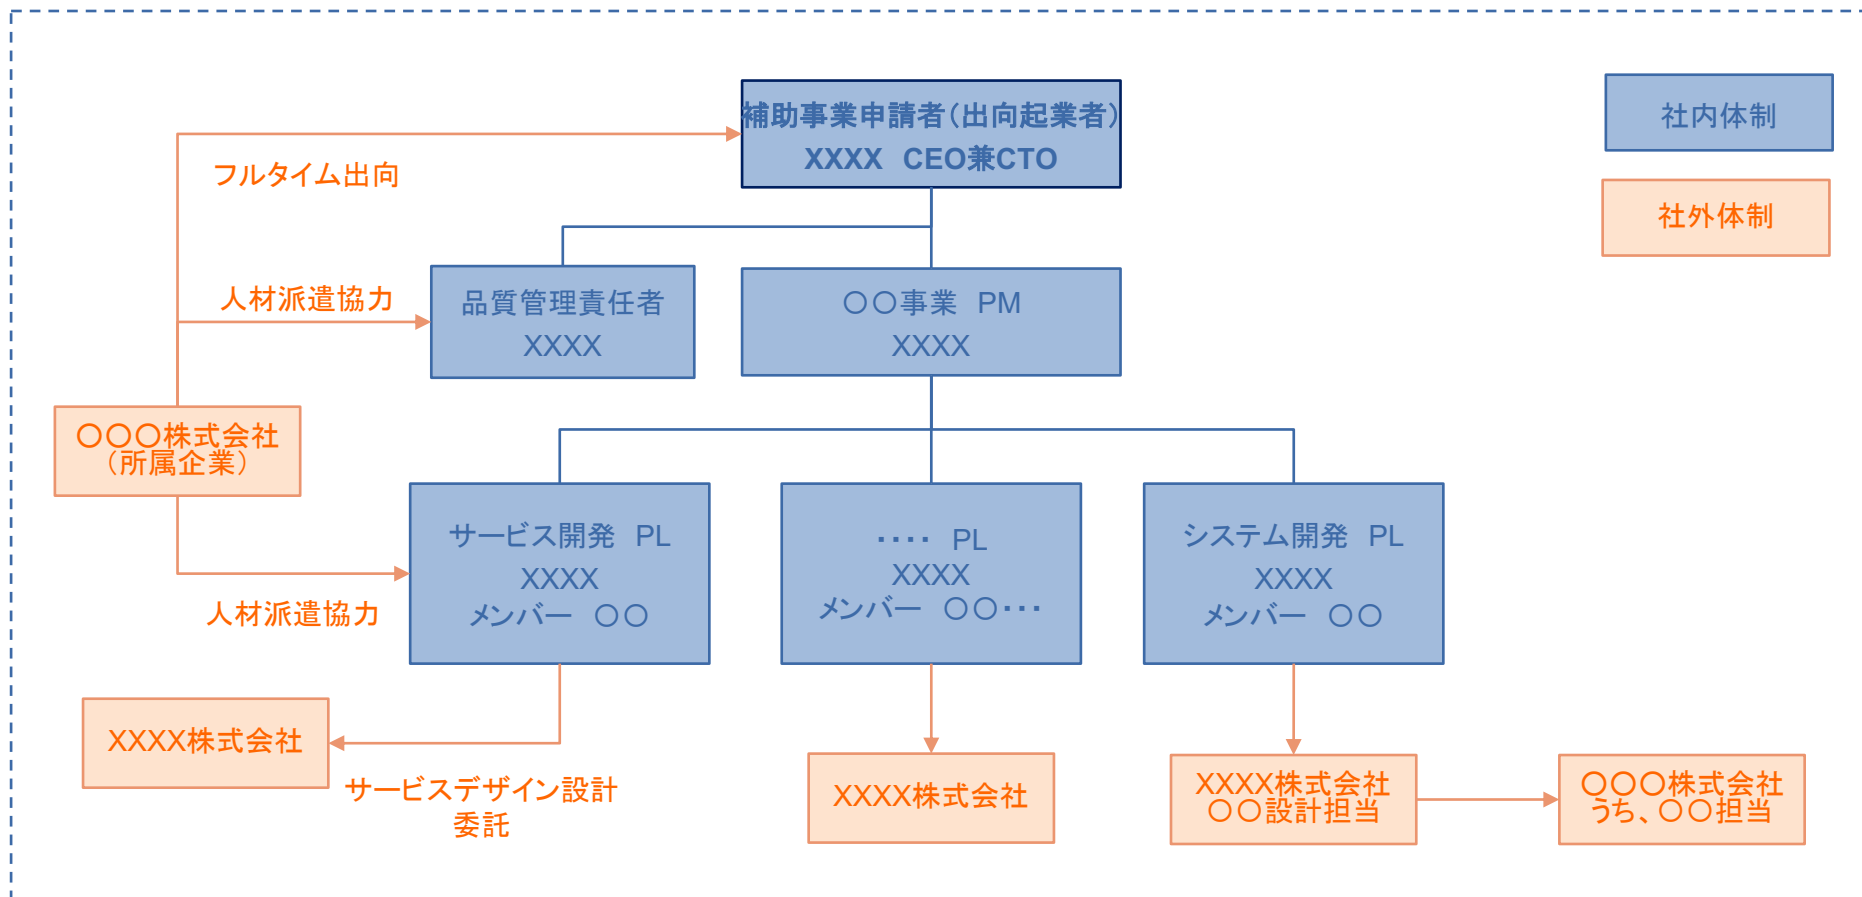 補助事業申請者（出向起業者）
XXXX　CEO兼CTO
社内体制
社外体制
フルタイム出向
人材派遣協力
品質管理責任者
XXXX
〇〇事業　PM
XXXX
〇〇〇株式会社
（所属企業）
サービス開発　PL
XXXX
メンバー　〇〇
・・・・　PL
XXXX
メンバー　〇〇・・・
システム開発　PL
XXXX
メンバー　〇〇
人材派遣協力
XXXX株式会社
サービスデザイン設計
委託
XXXX株式会社
XXXX株式会社
〇〇設計担当
〇〇〇株式会社
うち、〇〇担当